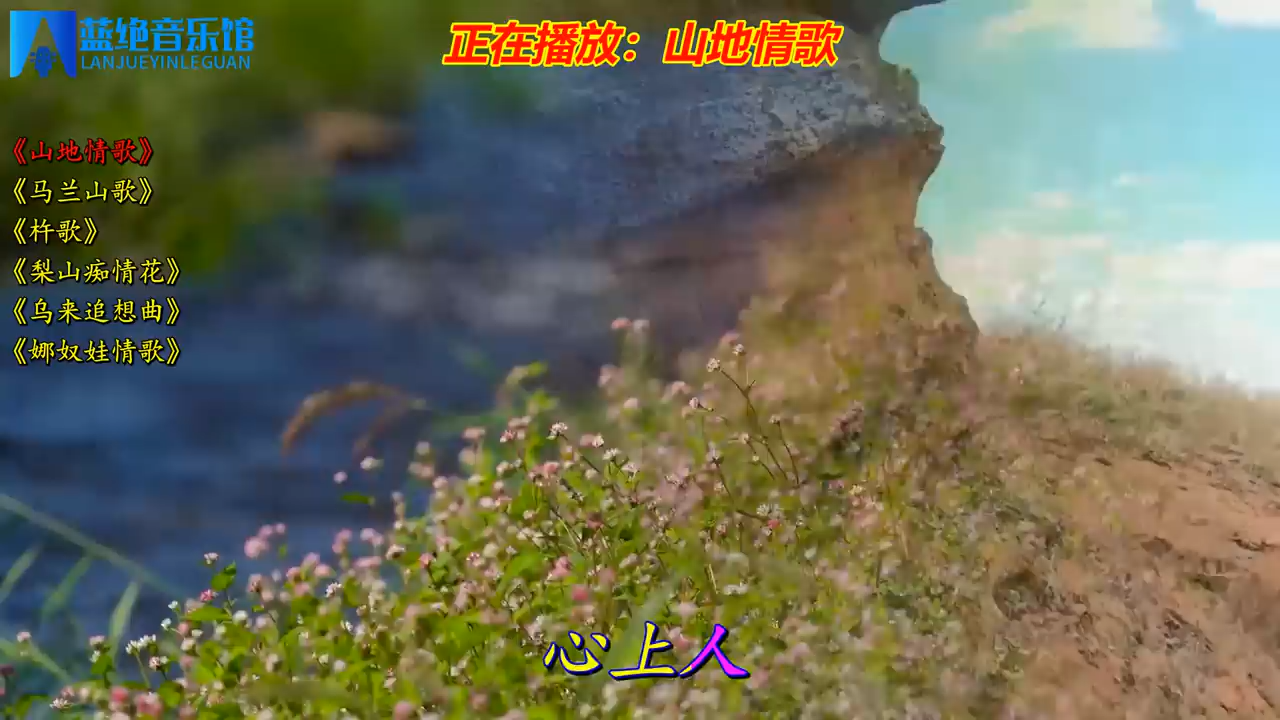 蓝绝音乐馆
LANJUEYINLEGUAN
正在播放：山地情歌
《山地情歌》
《马兰山歌》
《杵歌》
《梨山痴情花》
《乌来追想曲》
《娜奴娃情歌》
心上人